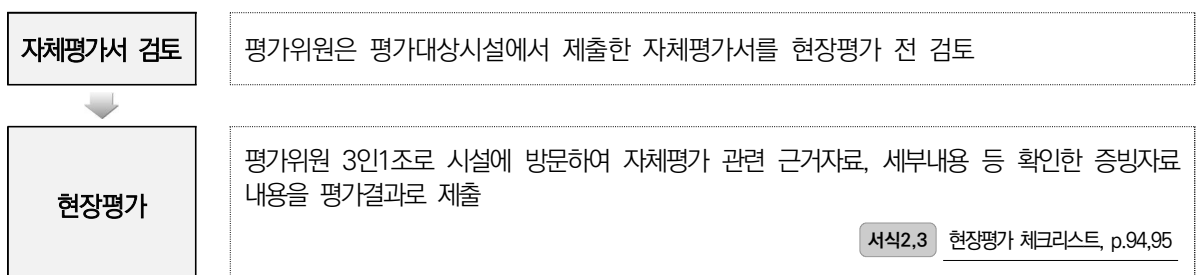 자체평가서 검토
평가위원은 평가대상시설에서 제출한 자체평가서를 현장평가 전 검토
현장평가
평가위원 3인1조로 시설에 방문하여 자체평가 관련 근거자료, 세부내용 등 확인한 증빙자료
내용을 평가결과로 제출
서식2,3 현장평가 체크리스트, p.94,95